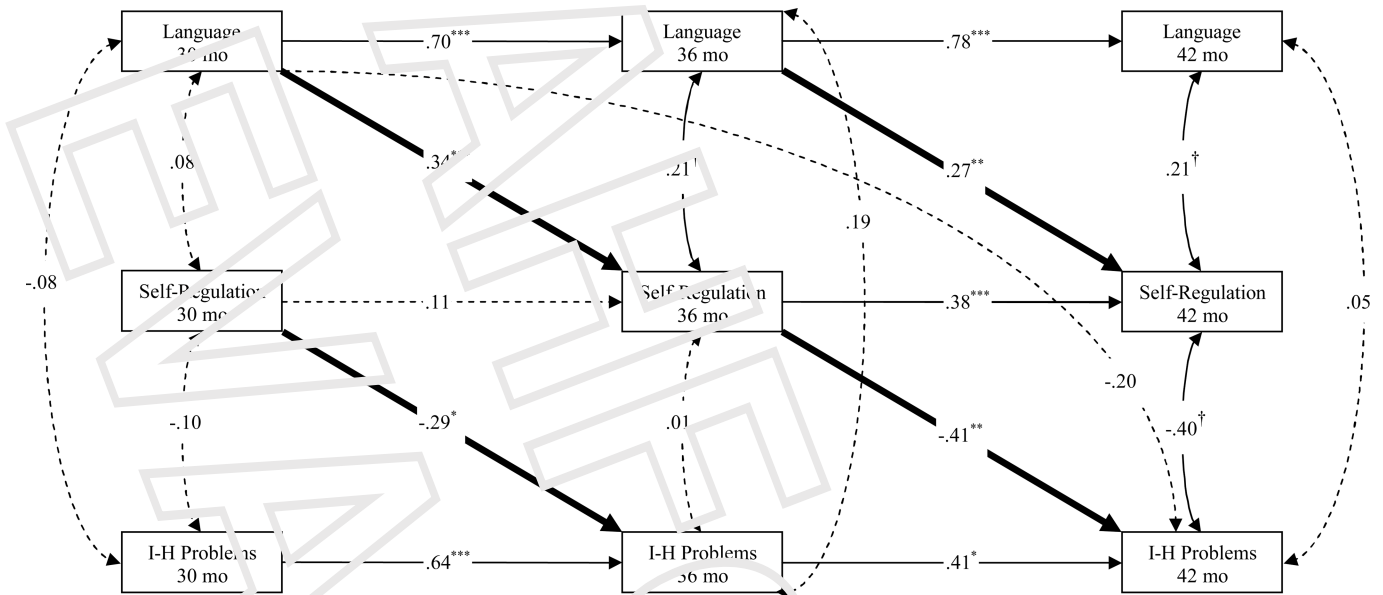 Language
30 mo
.70***
Language
36 mo
.78***
Language
42 mo
.08
.34**
.21†
.19
.27**
.21†
-.08
Self-Regulation
30 mo
.11
Self-Regulation
36 mo
.38***
Self-Regulation
42 mo
.05
-.20
-.10
-.29*
.01
-.41**
-.40†
I-H Problems
30 mo
.64***
I-H Problems
36 mo
.41*
I-H Problems
42 mo